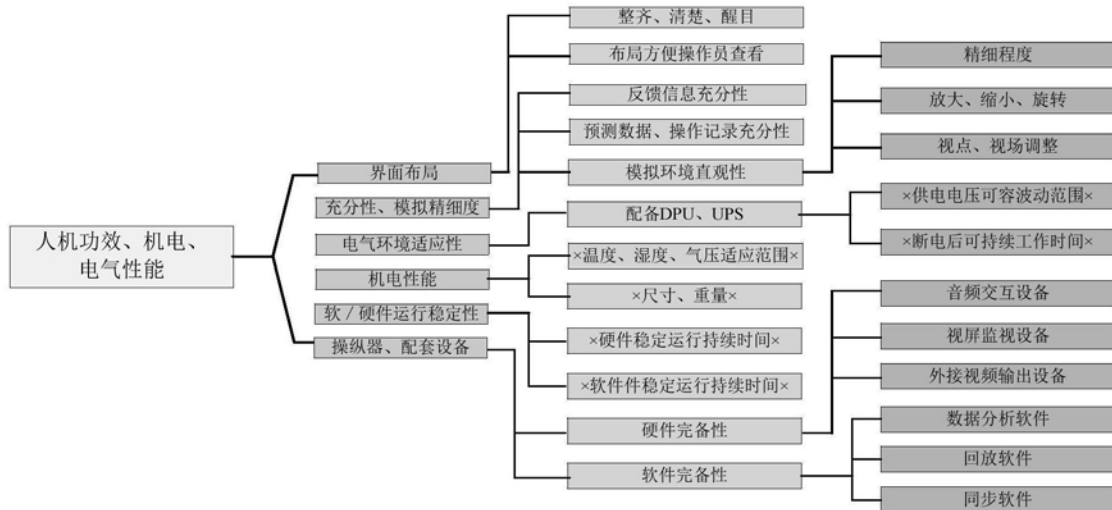 人机功效、机电、
电气性能
界面布局
充分性、模拟精细度
电气环境适应性
机电性能
软/硬件运行稳定性
操纵器、配套设备
整齐、清楚、醒目
布局方便操作员查看
反馈信息充分性
预测数据、操作记录充分性
模拟环境直观性
配备DPU、UPS
×温度、湿度、气压适应范围×
×尺寸、重量×
×硬件稳定运行持续时间×
×软件件稳定运行持续时间×
硬件完备性
软件完备性
精细程度
放大、缩小、旋转
视点、视场调整
×供电电压可容波动范围×
×断电后可持续工作时间×
音频交互设备
视屏监视设备
外接视频输出设备
数据分析软件
回放软件
同步软件